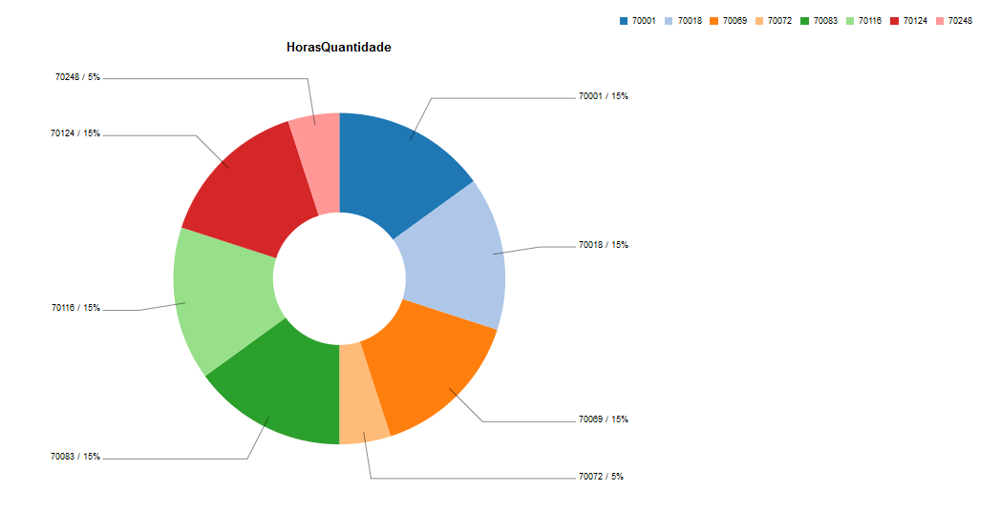 70001 70018 70069 70072 70083 70116 70124 70248
HorasQuantidade
70248 / 5%
70001 / 15%
70124 / 15%
70018 / 15%
70116 / 15%
70069 / 15%
70083 / 15%
70072 / 5%